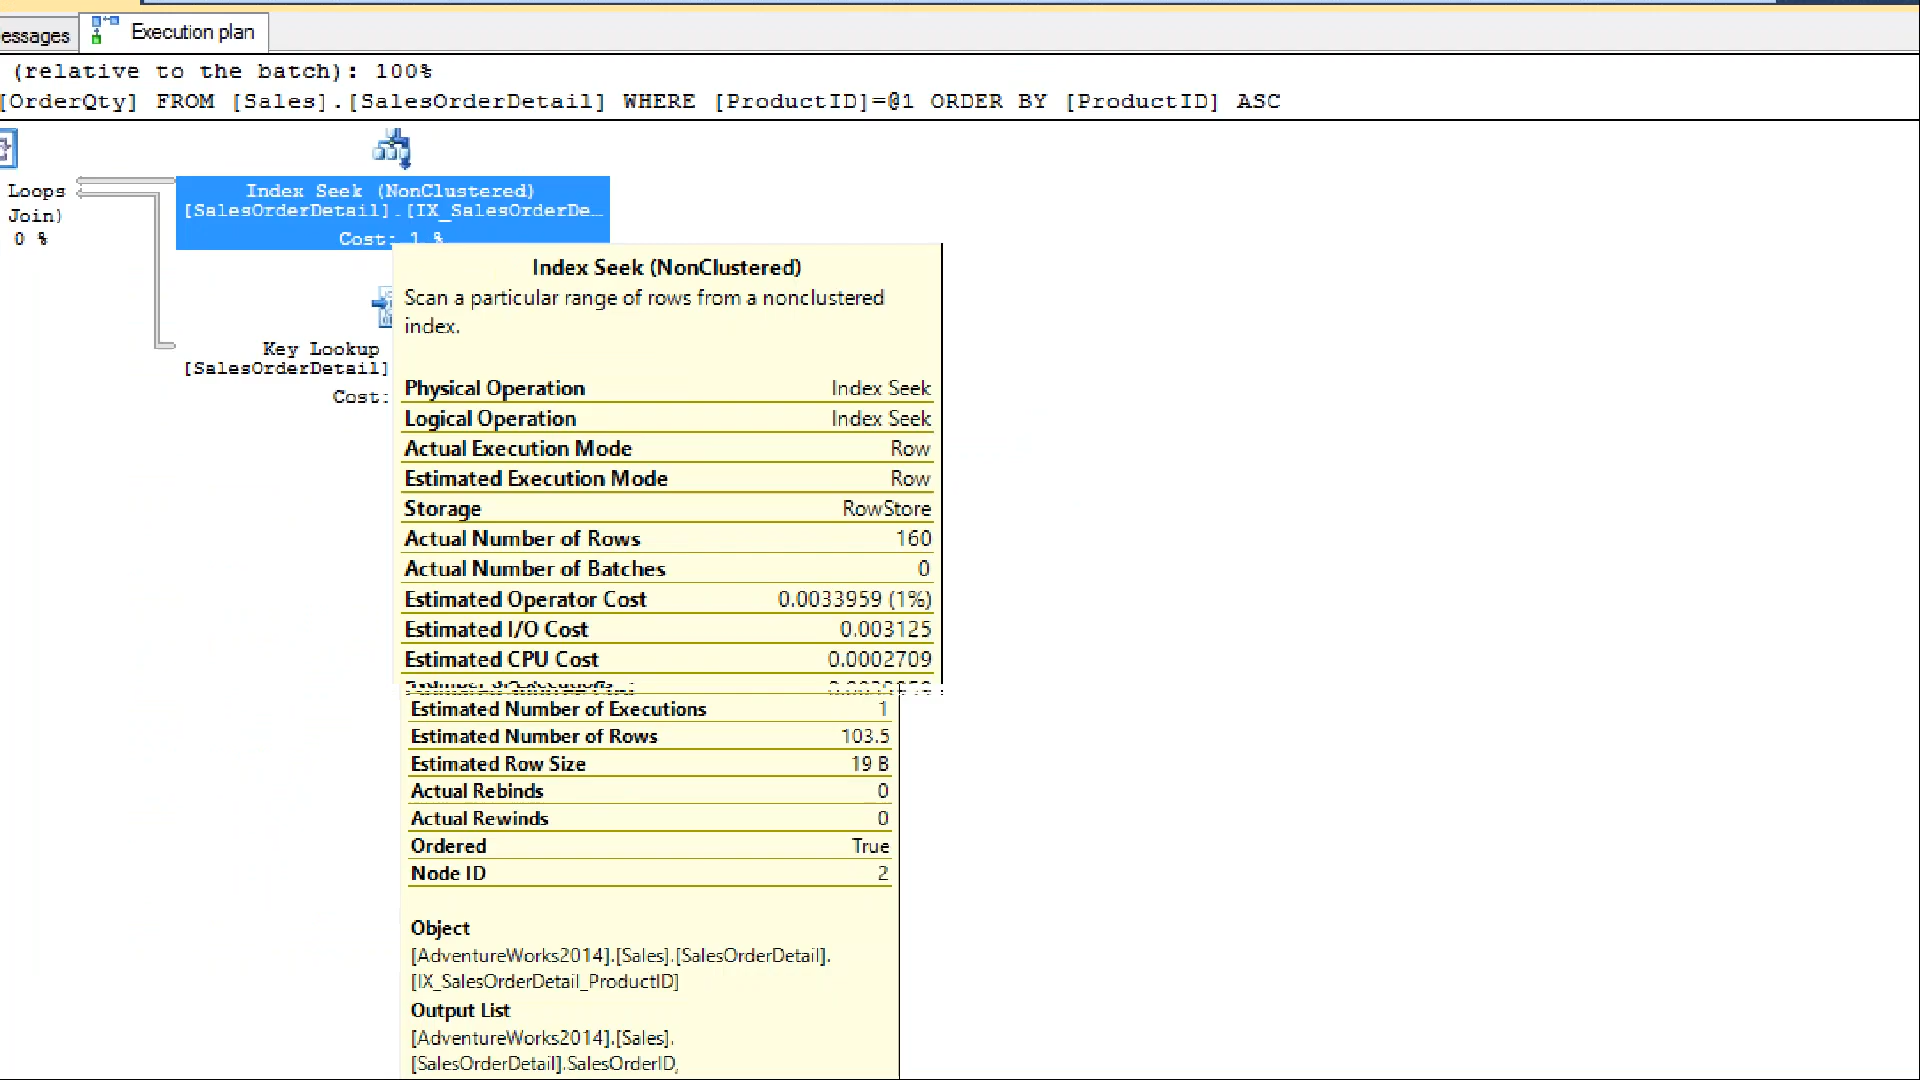 essages
Execution plan
(relative to the batch): 100%
[OrderQty] FROM [Sales].[SalesOrderDetail] WHERE [ProductID]=@1 ORDER BY [ProductID] ASC
Loops
Join)
0 %
Index Seek (NonClustered)
[SalesOrderDetail].[IX_SalesOrderDe…
Cost: 1 %
Key Lookup
[SalesOrderDetail]
Cost:
Index Seek (NonClustered)
Scan a particular range of rows from a nonclustered
index.
Physical Operation Index Seek
Logical Operation Index Seek
Actual Execution Mode Row
Estimated Execution Mode Row
Storage RowStore
Actual Number of Rows 160
Actual Number of Batches 0
Estimated Operator Cost 0.0033959 (1%)
Estimated I/O Cost 0.003125
Estimated CPU Cost 0.0002709
Estimated Number of Executions 1
Estimated Number of Rows 103.5
Estimated Row Size 19 B
Actual Rebinds 0
Actual Rewinds 0
Ordered True
Node ID 2
Object
[AdventureWorks2014].[Sales].[SalesOrderDetail].
[IX_SalesOrderDetail_ProductID]
Output List
[AdventureWorks2014].[Sales].
[SalesOrderDetail].SalesOrderID,